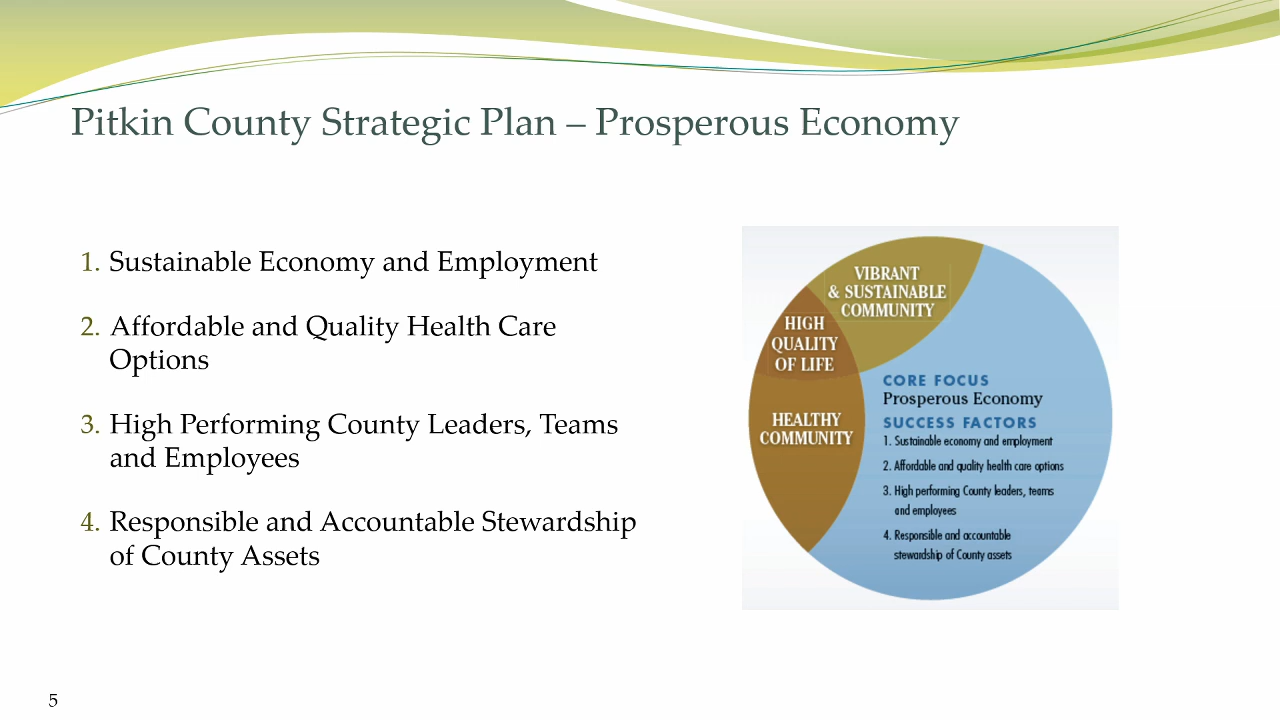 Pitkin County Strategic Plan – Prosperous Economy
1. Sustainable Economy and Employment
2. Affordable and Quality Health Care
Options
3. High Performing County Leaders, Teams
and Employees
4. Responsible and Accountable Stewardship
of County Assets
VIBRANT
& SUSTAINABLE
COMMUNITY
HIGH
QUALITY
OF LIFE
HEALTHY
COMMUNITY
CORE FOCUS
Prosperous Economy
SUCCESS FACTORS
1. Sustainable economy and employment
2. Affordable and quality health care options
3. High performing County leaders, teams
and employees
4. Responsible and accountable
stewardship of County assets
5